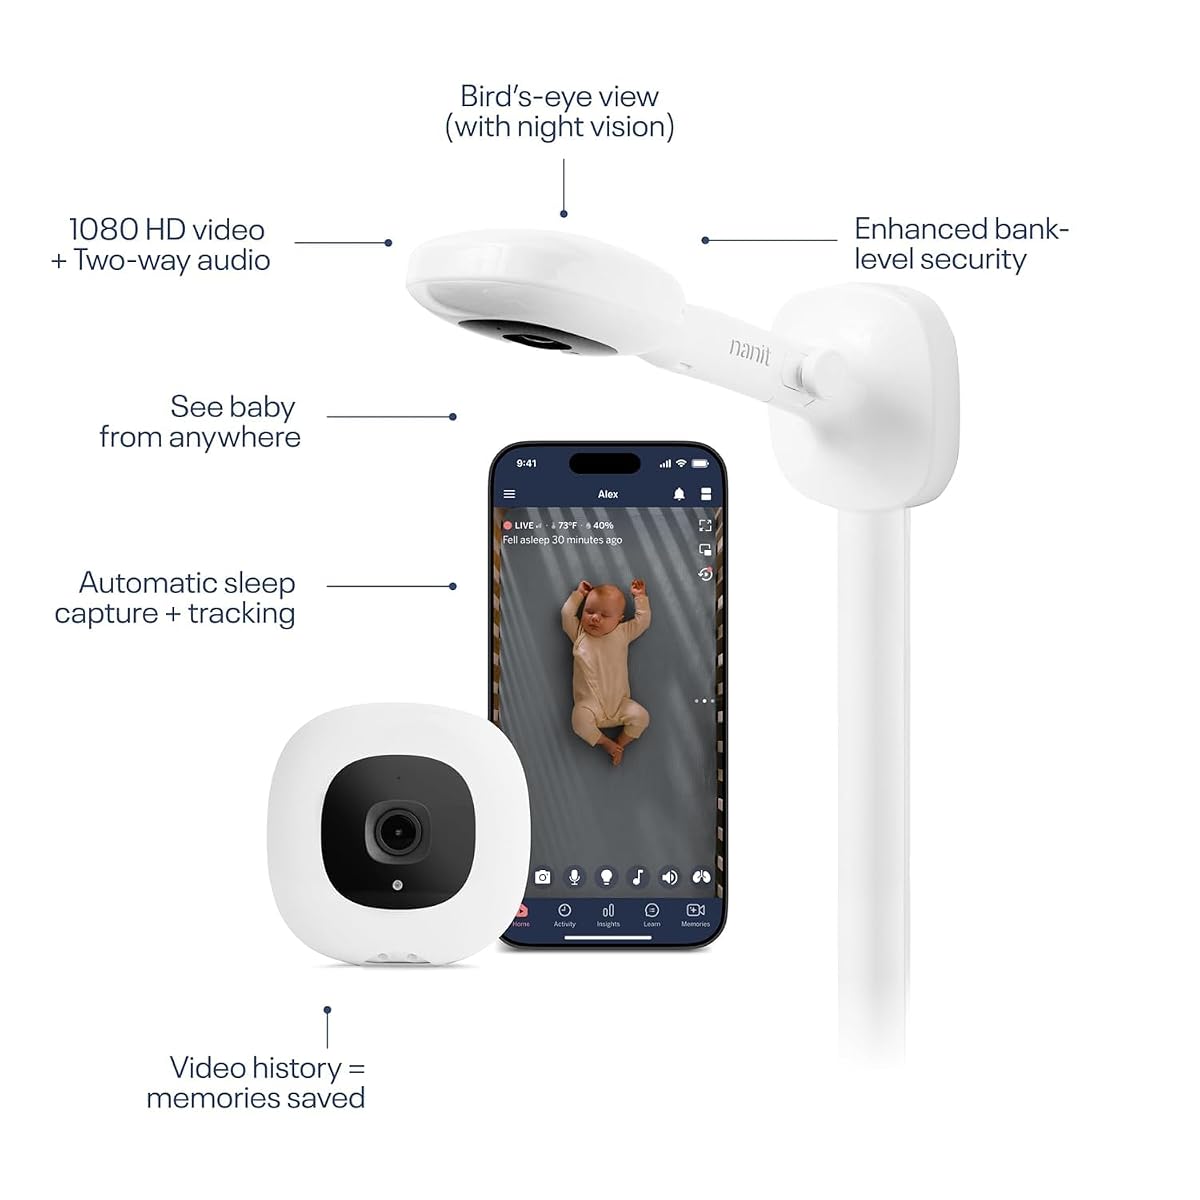 Bird's-eye view
(with night vision)
1080 HD video
+ Two-way audio
Enhanced bank-
level security
nanit
See baby
from anywhere
9:41
Alex
LIVE · 73°F · 40%
Fell asleep 30 minutes ago
Automatic sleep
capture + tracking
Home Activity Insights Learn Memories
Video history =
memories saved